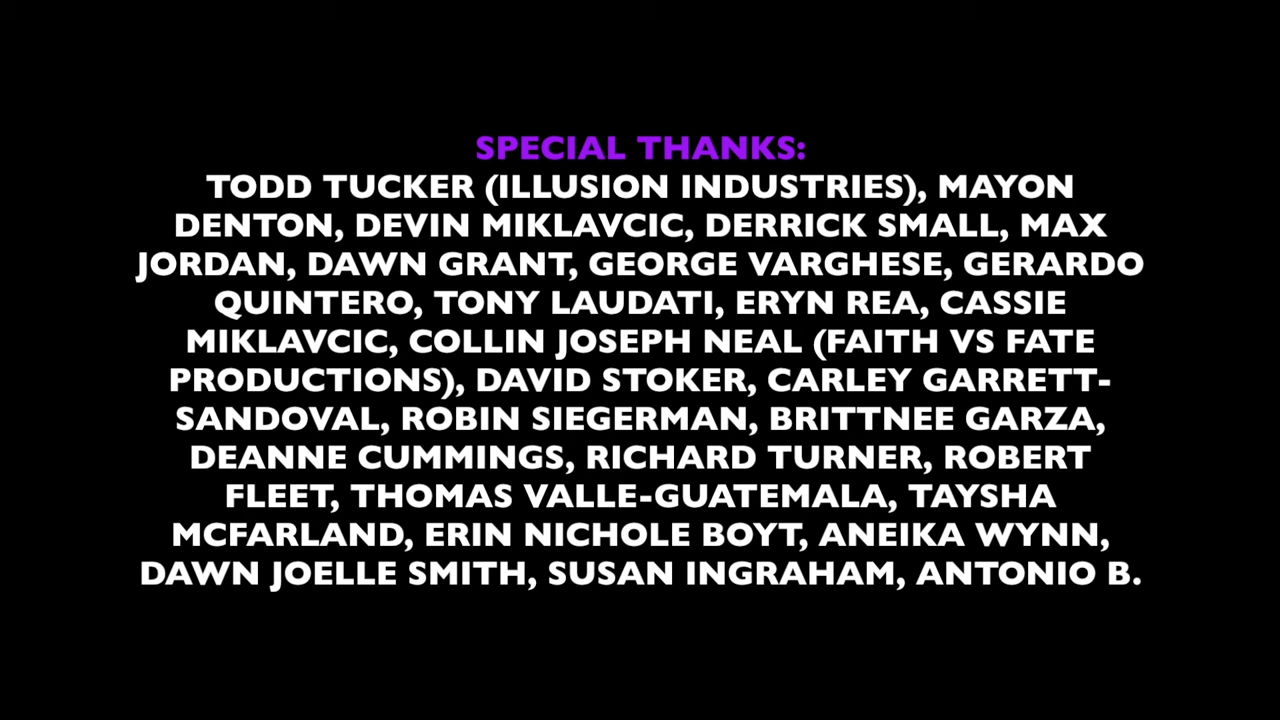 SPECIAL THANKS:
TODD TUCKER (ILLUSION INDUSTRIES), MAYON
DENTON, DEVIN MIKLAVCIC, DERRICK SMALL, MAX
JORDAN, DAWN GRANT, GEORGE VARGHESE, GERARDO
QUINTERO, TONY LAUDATI, ERYN REA, CASSIE
MIKLAVCIC, COLLIN JOSEPH NEAL (FAITH VS FATE
PRODUCTIONS), DAVID STOKER, CARLEY GARRETT-
SANDOVAL, ROBIN SIEGERMAN, BRITTNEE GARZA,
DEANNE CUMMINGS, RICHARD TURNER, ROBERT
FLEET, THOMAS VALLE-GUATEMALA, TAYSHA
MCFARLAND, ERIN NICHOLE BOYT, ANEIKA WYNN,
DAWN JOELLE SMITH, SUSAN INGRAHAM, ANTONIO B.